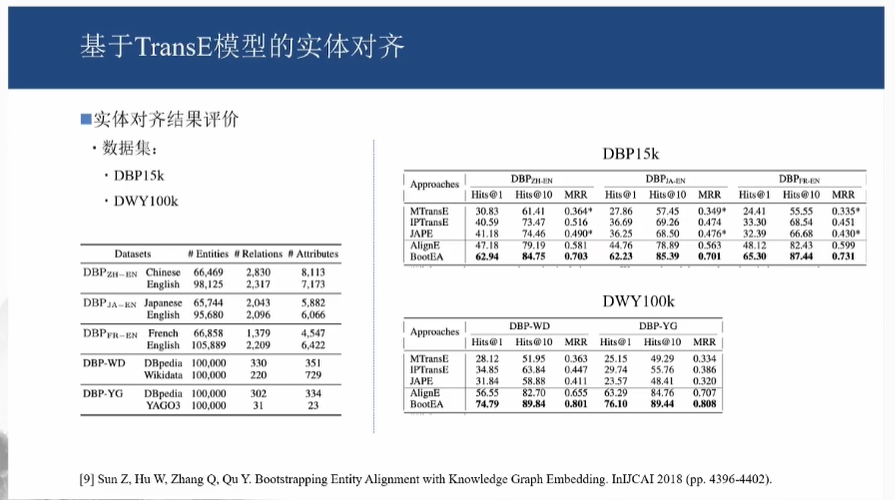 基于TransE模型的实体对齐
■实体对齐结果评价
· 数据集：
· DBP15k
· DWY100k
Datasets # Entities # Relations # Attributes
DBP_ZH-EN Chinese 66,469 2,830 8,113
English 98,125 2,317 7,173
DBP_JA-EN Japanese 65,744 2,043 5,882
English 95,680 2,096 6,066
DBP_FR-EN French 66,858 1,379 4,547
English 105,889 2,209 6,422
DBP-WD DBpedia 100,000 330 351
Wikidata 100,000 220 729
DBP-YG DBpedia 100,000 302 334
YAGO3 100,000 31 23
DBP15k
Approaches DBP_ZH-EN DBP_JA-EN DBP_FR-EN
Hits@1 Hits@10 MRR Hits@1 Hits@10 MRR Hits@1 Hits@10 MRR
MTransE 30.83 61.41 0.364* 27.86 57.45 0.349* 24.41 55.55 0.335*
IPTransE 40.59 73.47 0.516 36.69 69.26 0.474 33.30 68.54 0.451
JAPE 41.18 74.46 0.490* 36.25 68.50 0.476* 32.39 66.68 0.430*
AlignE 47.18 79.19 0.581 44.76 78.89 0.563 48.12 82.43 0.599
BootEA 62.94 84.75 0.703 62.23 85.39 0.701 65.30 87.44 0.731
DWY100k
Approaches DBP-WD DBP-YG
Hits@1 Hits@10 MRR Hits@1 Hits@10 MRR
MTransE 28.12 51.95 0.363 25.15 49.29 0.334
IPTransE 34.85 63.84 0.447 29.74 55.76 0.386
JAPE 31.84 58.88 0.411 23.57 48.41 0.320
AlignE 56.55 82.70 0.655 63.29 84.76 0.707
BootEA 74.79 89.84 0.801 76.10 89.44 0.808
[9] Sun Z, Hu W, Zhang Q, Qu Y. Bootstrapping Entity Alignment with Knowledge Graph Embedding. InIJCAI 2018 (pp. 4396-4402).